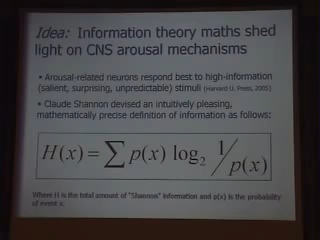 Idea: Information theory maths shed
light on CNS arousal mechanisms
• Arousal-related neurons respond best to high-information
(salient, surprising, unpredictable) stimuli (Harvard U. Press, 2005)
• Claude Shannon devised an intuitively pleasing,
mathematically precise definition of information as follows:
H(x) = ∑ p(x) log₂ 1/p(x)
Where H is the total amount of "Shannon" information and p(x) is the probability
of event x.